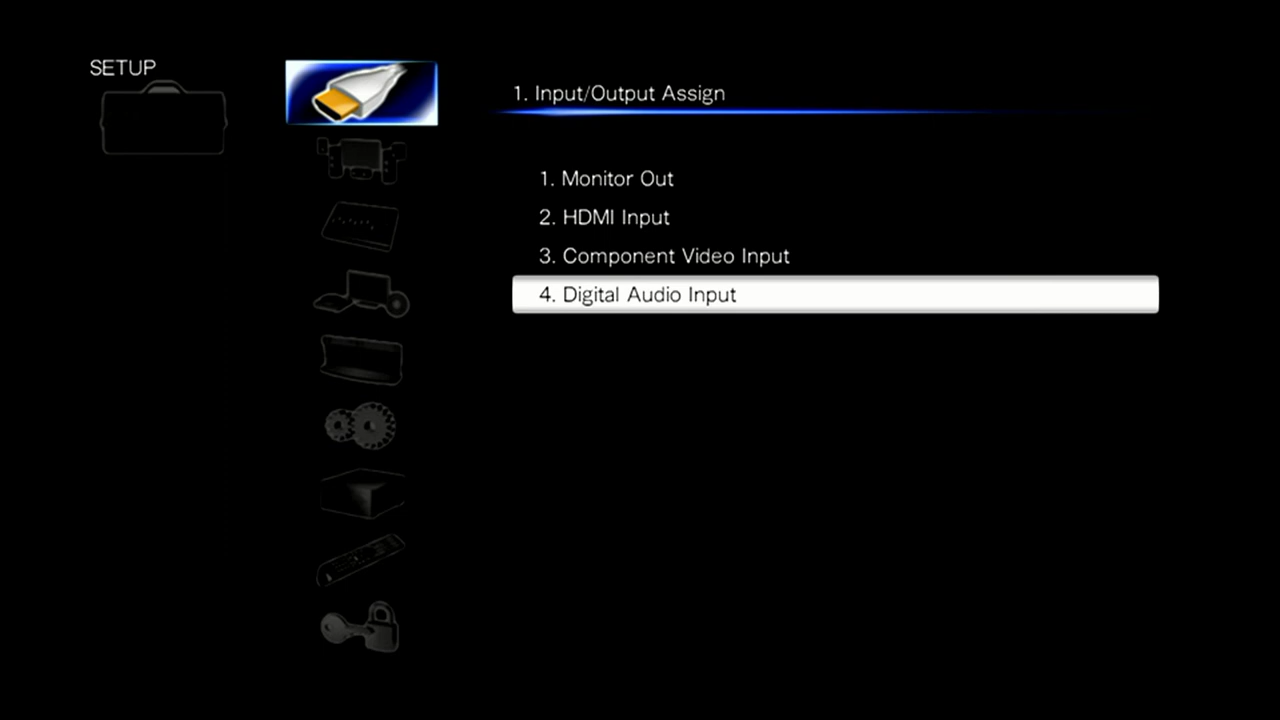 SETUP
1. Input/Output Assign
1. Monitor Out
2. HDMI Input
3. Component Video Input
4. Digital Audio Input